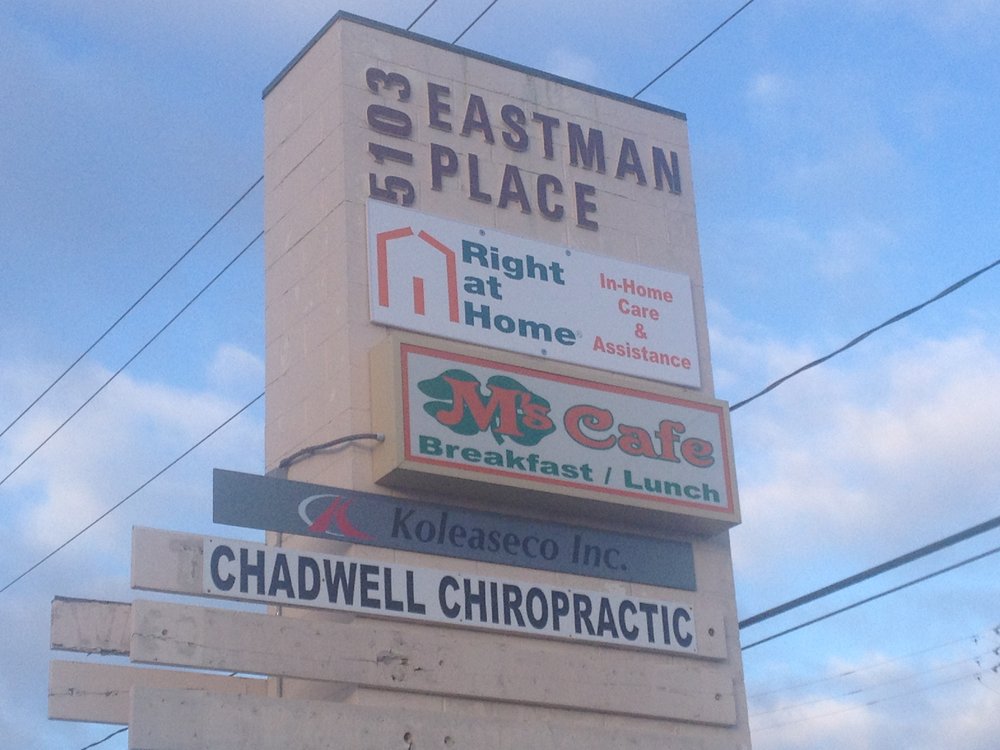 5103
EASTMAN
PLACE
Right
at
Home®
In-Home
Care
&
Assistance
M's Cafe
Breakfast / Lunch
Koleaseco Inc.
CHADWELL CHIROPRACTIC